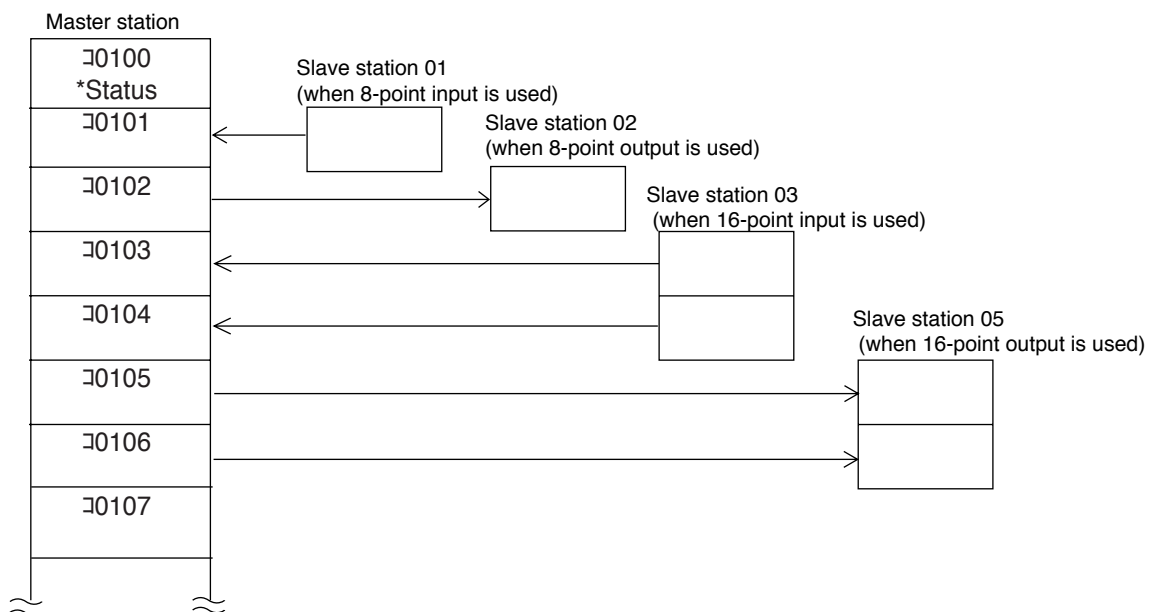 Master station
コ0100
*Status
コ0101
コ0102
コ0103
コ0104
コ0105
コ0106
コ0107
Slave station 01
(when 8-point input is used)
Slave station 02
(when 8-point output is used)
Slave station 03
(when 16-point input is used)
Slave station 05
(when 16-point output is used)